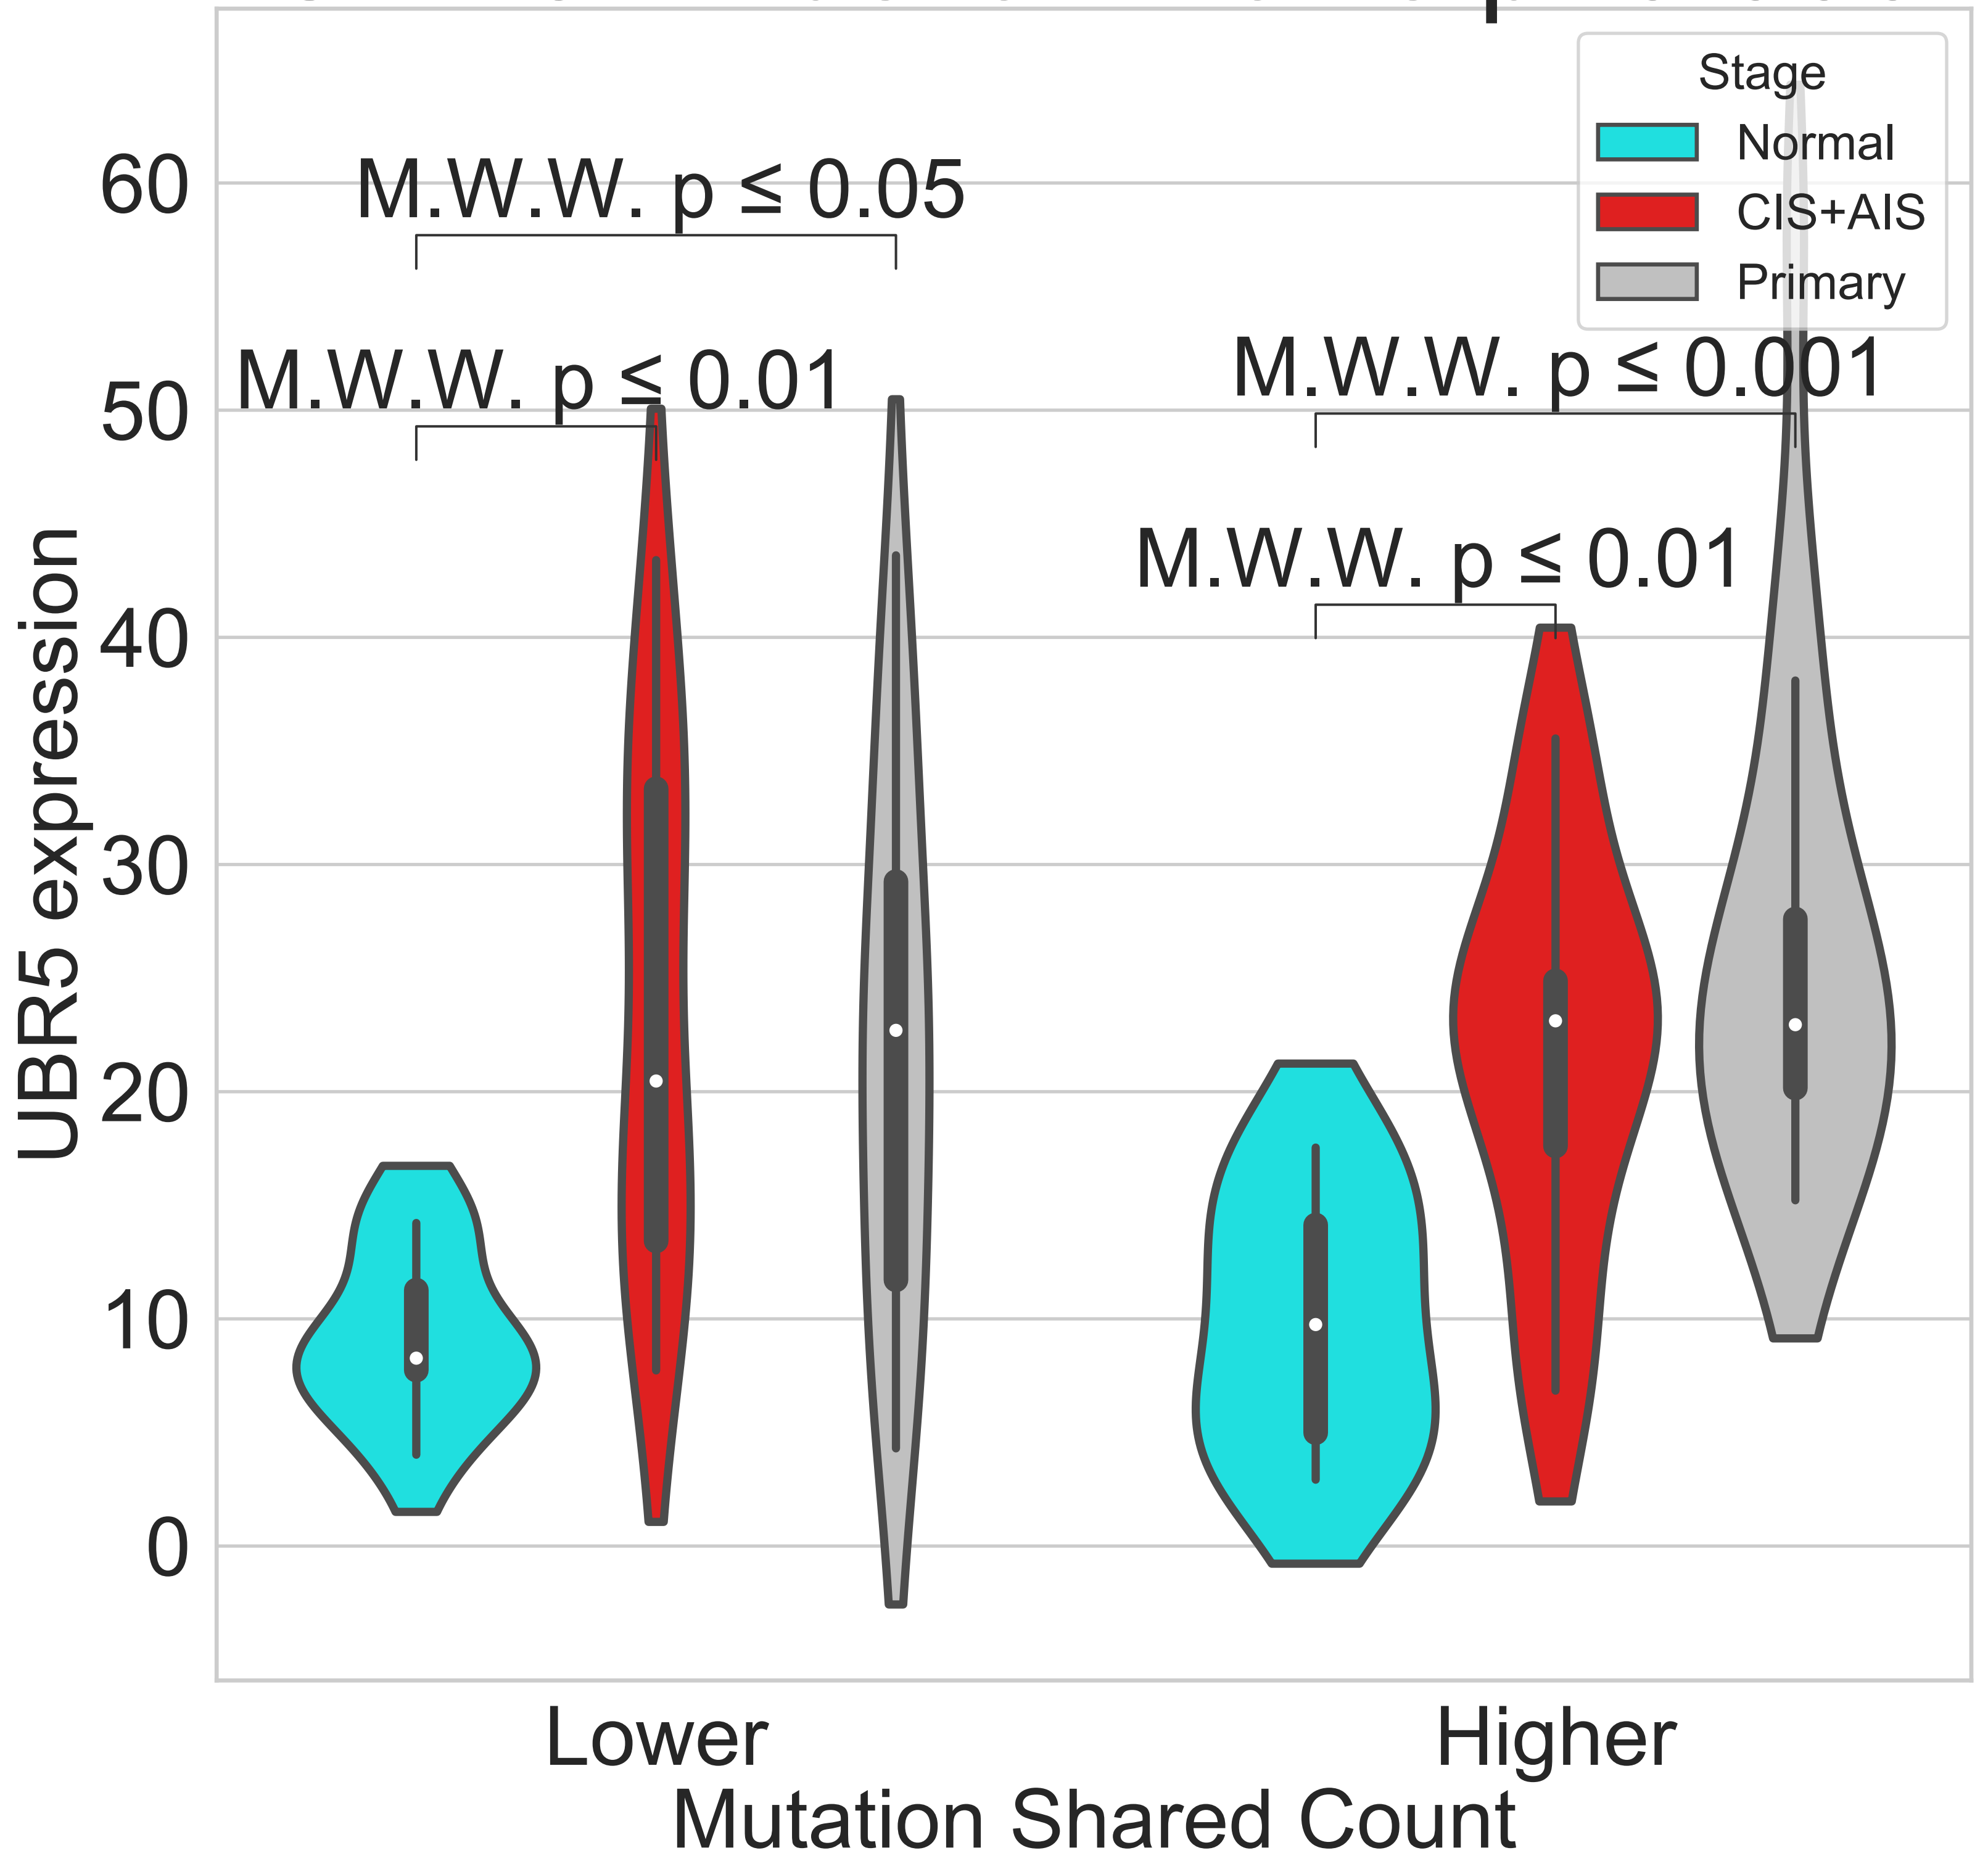 Stage
Normal
CIS+AIS
Primary
M.W.W. p ≤ 0.05
M.W.W. p ≤ 0.01
M.W.W. p ≤ 0.001
M.W.W. p ≤ 0.01
UBR5 expression
60
50
40
30
20
10
0
Lower
Higher
Mutation Shared Count